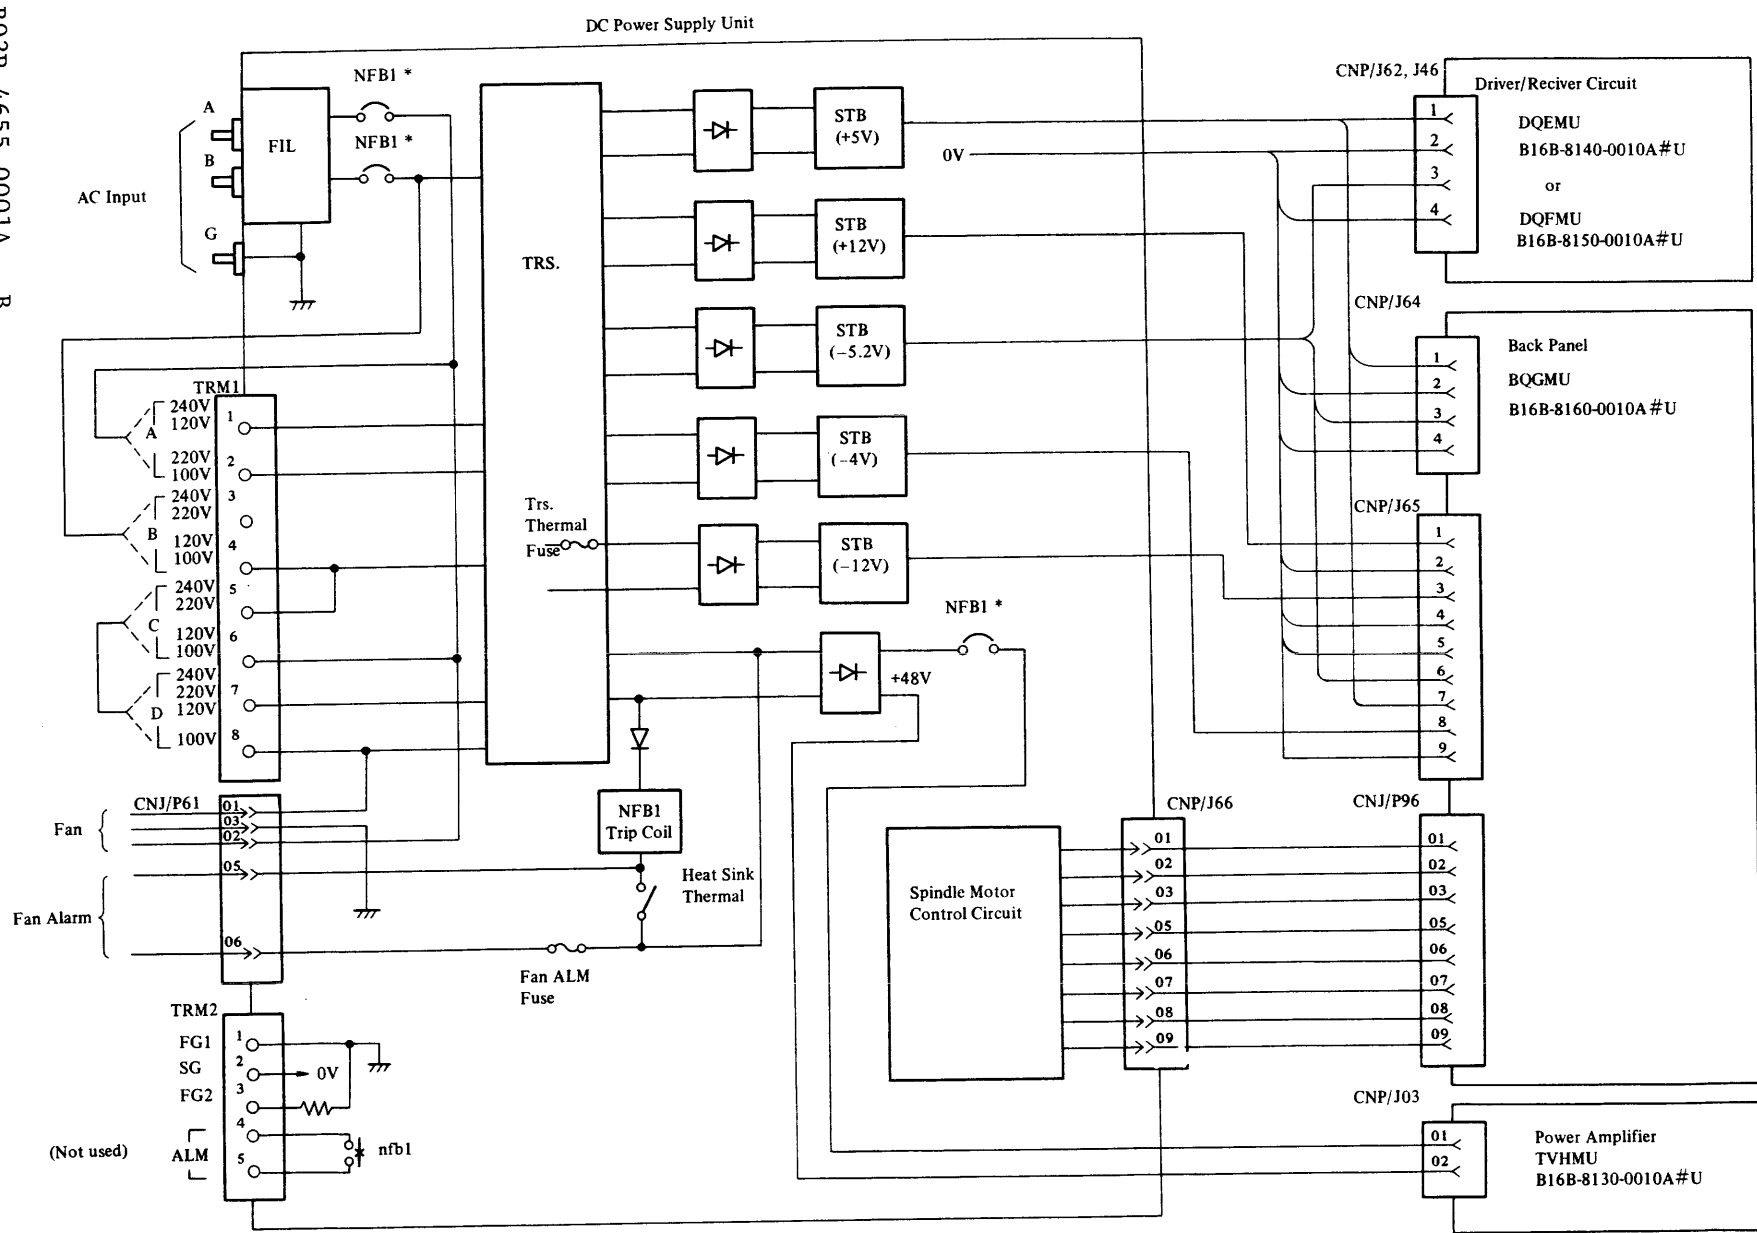 DC Power Supply Unit
NFB1 *
A
FIL
NFB1 *
B
AC Input
G
TRS.
STB
(+5V)
0V
STB
(+12V)
STB
(−5.2V)
STB
(−4V)
STB
(−12V)
Trs.
Thermal
Fuse
NFB1 *
+48V
CNP/J62, J46
Driver/Reciver Circuit
1
2
3
4
DQEMU
B16B-8140-0010A#U
or
DQFMU
B16B-8150-0010A#U
CNP/J64
1
2
3
4
Back Panel
BQGMU
B16B-8160-0010A#U
CNP/J65
1
2
3
4
5
6
7
8
9
TRM1
240V
120V
A
220V
100V
240V
220V
B
120V
100V
240V
220V
C
120V
100V
240V
220V
120V
D
100V
1
2
3
4
5
6
7
8
CNJ/P61
Fan
01
03
02
05
Fan Alarm
06
NFB1
Trip Coil
Heat Sink
Thermal
Fan ALM
Fuse
Spindle Motor
Control Circuit
CNP/J66
01
02
03
05
06
07
08
09
CNJ/P96
01
02
03
05
06
07
08
09
TRM2
FG1
SG
FG2
(Not used)
ALM
1
2
3
4
5
0V
nfb1
CNP/J03
01
02
Power Amplifier
TVHMU
B16B-8130-0010A#U